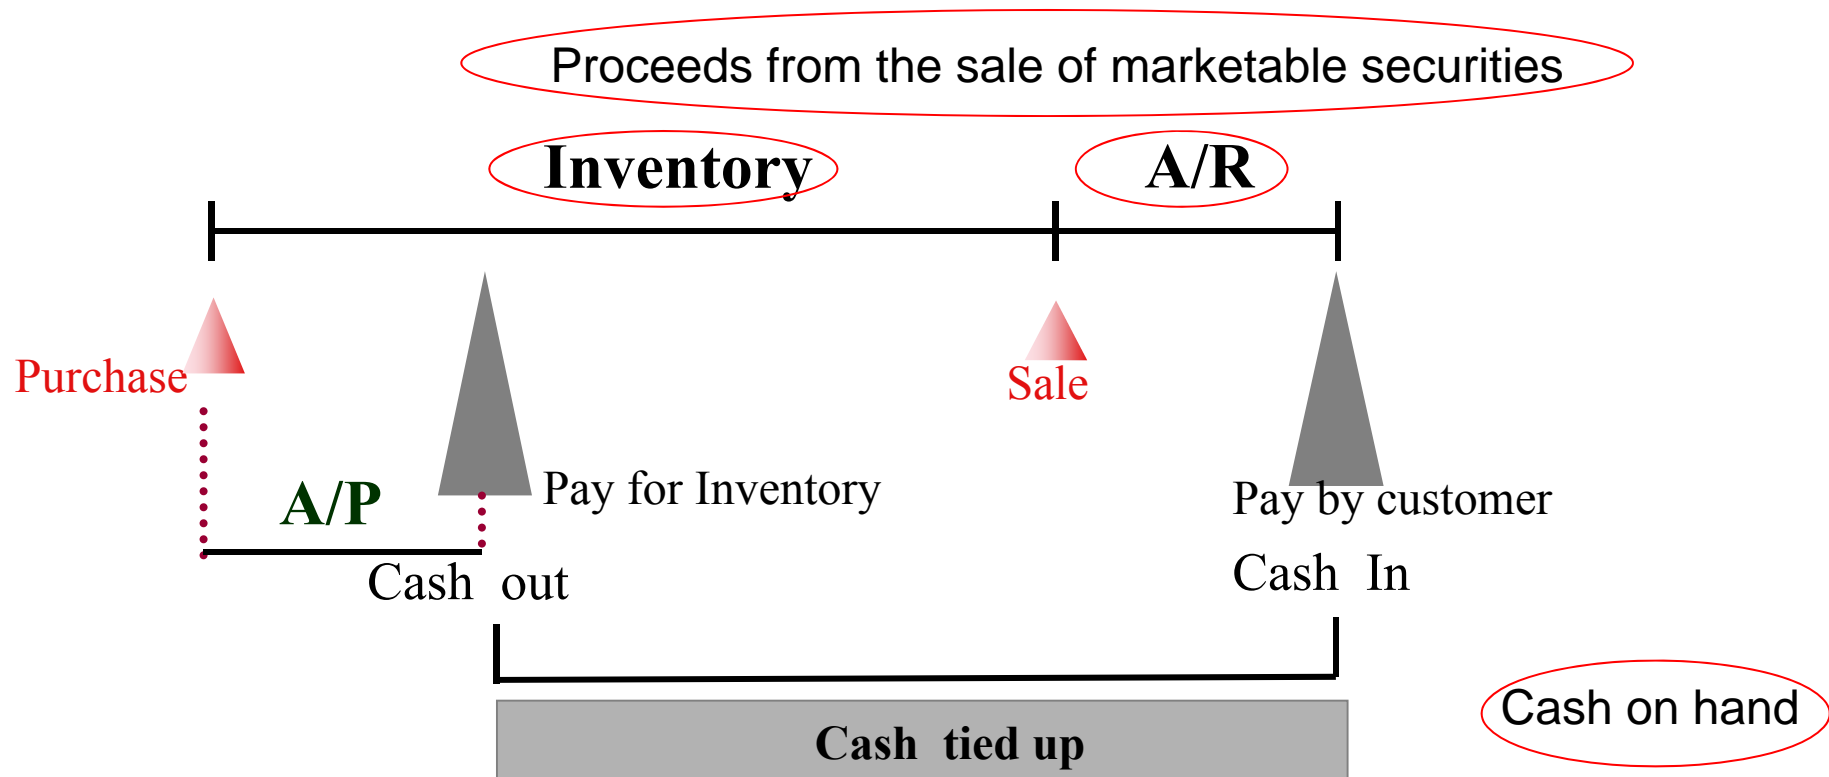 Proceeds from the sale of marketable securities
Inventory
A/R
Purchase
Sale
A/P
Pay for Inventory
Pay by customer
Cash out
Cash In
Cash on hand
Cash tied up